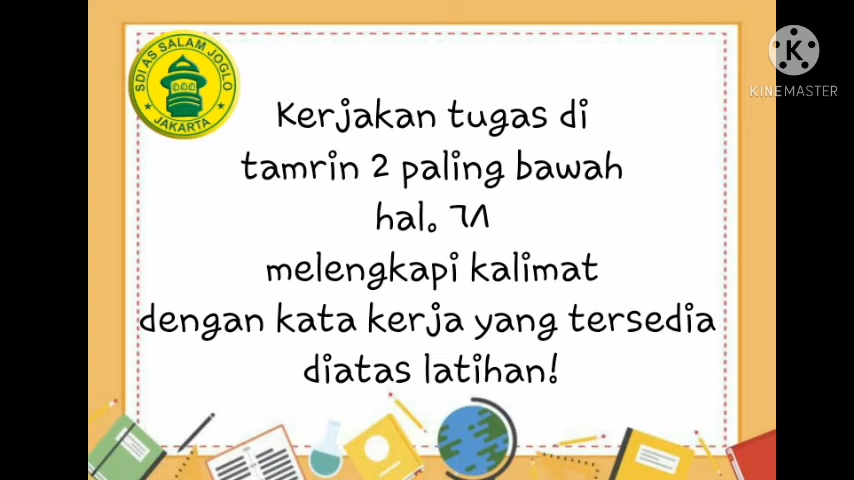 SDI AS SALAM JOGLO
JAKARTA
K
KINEMASTER
Kerjakan tugas di
tamrin 2 paling bawah
hal. ٦٨
melengkapi kalimat
dengan kata kerja yang tersedia
diatas latihan!